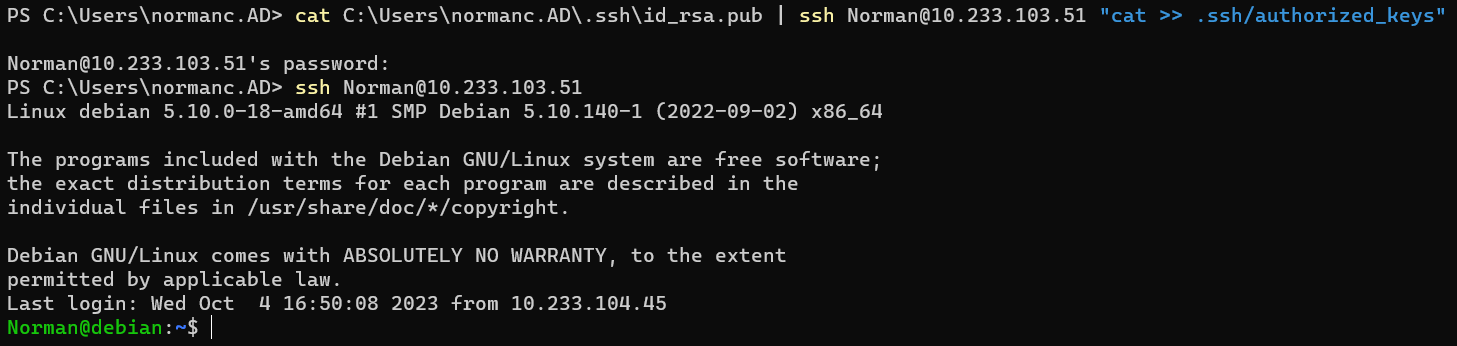 PS C:\Users\normanc.AD> cat C:\Users\normanc.AD\.ssh\id_rsa.pub | ssh Norman@10.233.103.51 "cat >> .ssh/authorized_keys"
Norman@10.233.103.51's password:
PS C:\Users\normanc.AD> ssh Norman@10.233.103.51
Linux debian 5.10.0-18-amd64 #1 SMP Debian 5.10.140-1 (2022-09-02) x86_64
The programs included with the Debian GNU/Linux system are free software;
the exact distribution terms for each program are described in the
individual files in /usr/share/doc/*/copyright.
Debian GNU/Linux comes with ABSOLUTELY NO WARRANTY, to the extent
permitted by applicable law.
Last login: Wed Oct  4 16:50:08 2023 from 10.233.104.45
Norman@debian:~$